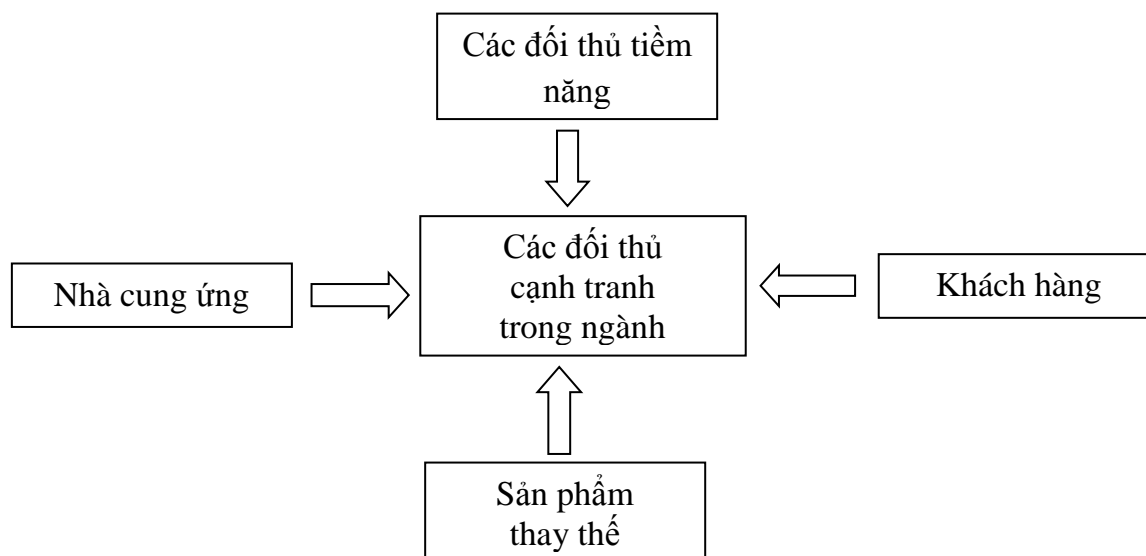 Các đối thủ tiềm
năng
Các đối thủ
cạnh tranh
trong ngành
Nhà cung ứng
Khách hàng
Sản phẩm
thay thế